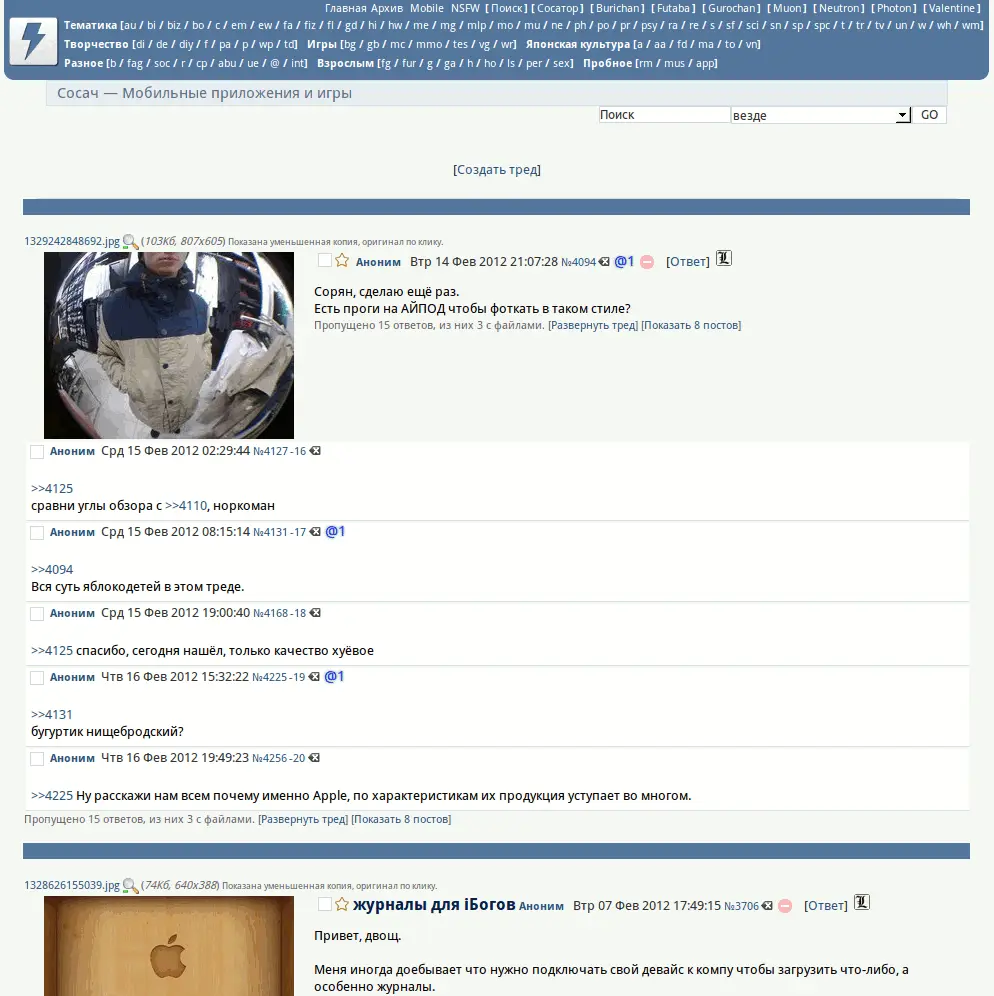 Главная Архив Mobile NSFW [Поиск] [Сосатор] [Burichan] [Futaba] [Gurochan] [Muon] [Neutron] [Photon] [Valentine]
Тематика [au / bi / biz / bo / c / em / ew / fa / fiz / fl / gd / hi / hw / me / mg / mlp / mo / mu / ne / ph / po / pr / psy / ra / re / s / sf / sci / sn / sp / spc / t / tr / tv / un / w / wh / wm]
Творчество [di / de / diy / f / pa / p / wp / td] Игры [bg / gb / mc / mmo / tes / vg / wr] Японская культура [a / aa / fd / ma / to / vn]
Разное [b / fag / soc / r / cp / abu / ue / @ / int] Взрослым [fg / fur / g / ga / h / ho / ls / per / sex] Пробное [rm / mus / app]
Сосач — Мобильные приложения и игры
Поиск везде GO
[Создать тред]
1329242848692.jpg (103Кб, 807x605) Показана уменьшенная копия, оригинал по клику.
Аноним Втр 14 Фев 2012 21:07:28 №4094 @1 [Ответ] L
Сорян, сделаю ещё раз.
Есть проги на АЙПОД чтобы фоткать в таком стиле?
Пропущено 15 ответов, из них 3 с файлами. [Развернуть тред] [Показать 8 постов]
Аноним Срд 15 Фев 2012 02:29:44 №4127-16
>>4125
сравни углы обзора с >>4110, норкоман
Аноним Срд 15 Фев 2012 08:15:14 №4131-17 @1
>>4094
Вся суть яблокодетей в этом треде.
Аноним Срд 15 Фев 2012 19:00:40 №4168-18
>>4125 спасибо, сегодня нашёл, только качество хуёвое
Аноним Чтв 16 Фев 2012 15:32:22 №4225-19 @1
>>4131
бугуртик нищебродский?
Аноним Чтв 16 Фев 2012 19:49:23 №4256-20
>>4225 Ну расскажи нам всем почему именно Apple, по характеристикам их продукция уступает во многом.
Пропущено 15 ответов, из них 3 с файлами. [Развернуть тред] [Показать 8 постов]
1328626155039.jpg (74Кб, 640x388) Показана уменьшенная копия, оригинал по клику.
журналы для iБогов Аноним Втр 07 Фев 2012 17:49:15 №3706 [Ответ] L
Привет, двощ.
Меня иногда доебывает что нужно подключать свой девайс к компу чтобы загрузить что-либо, а
особенно журналы.